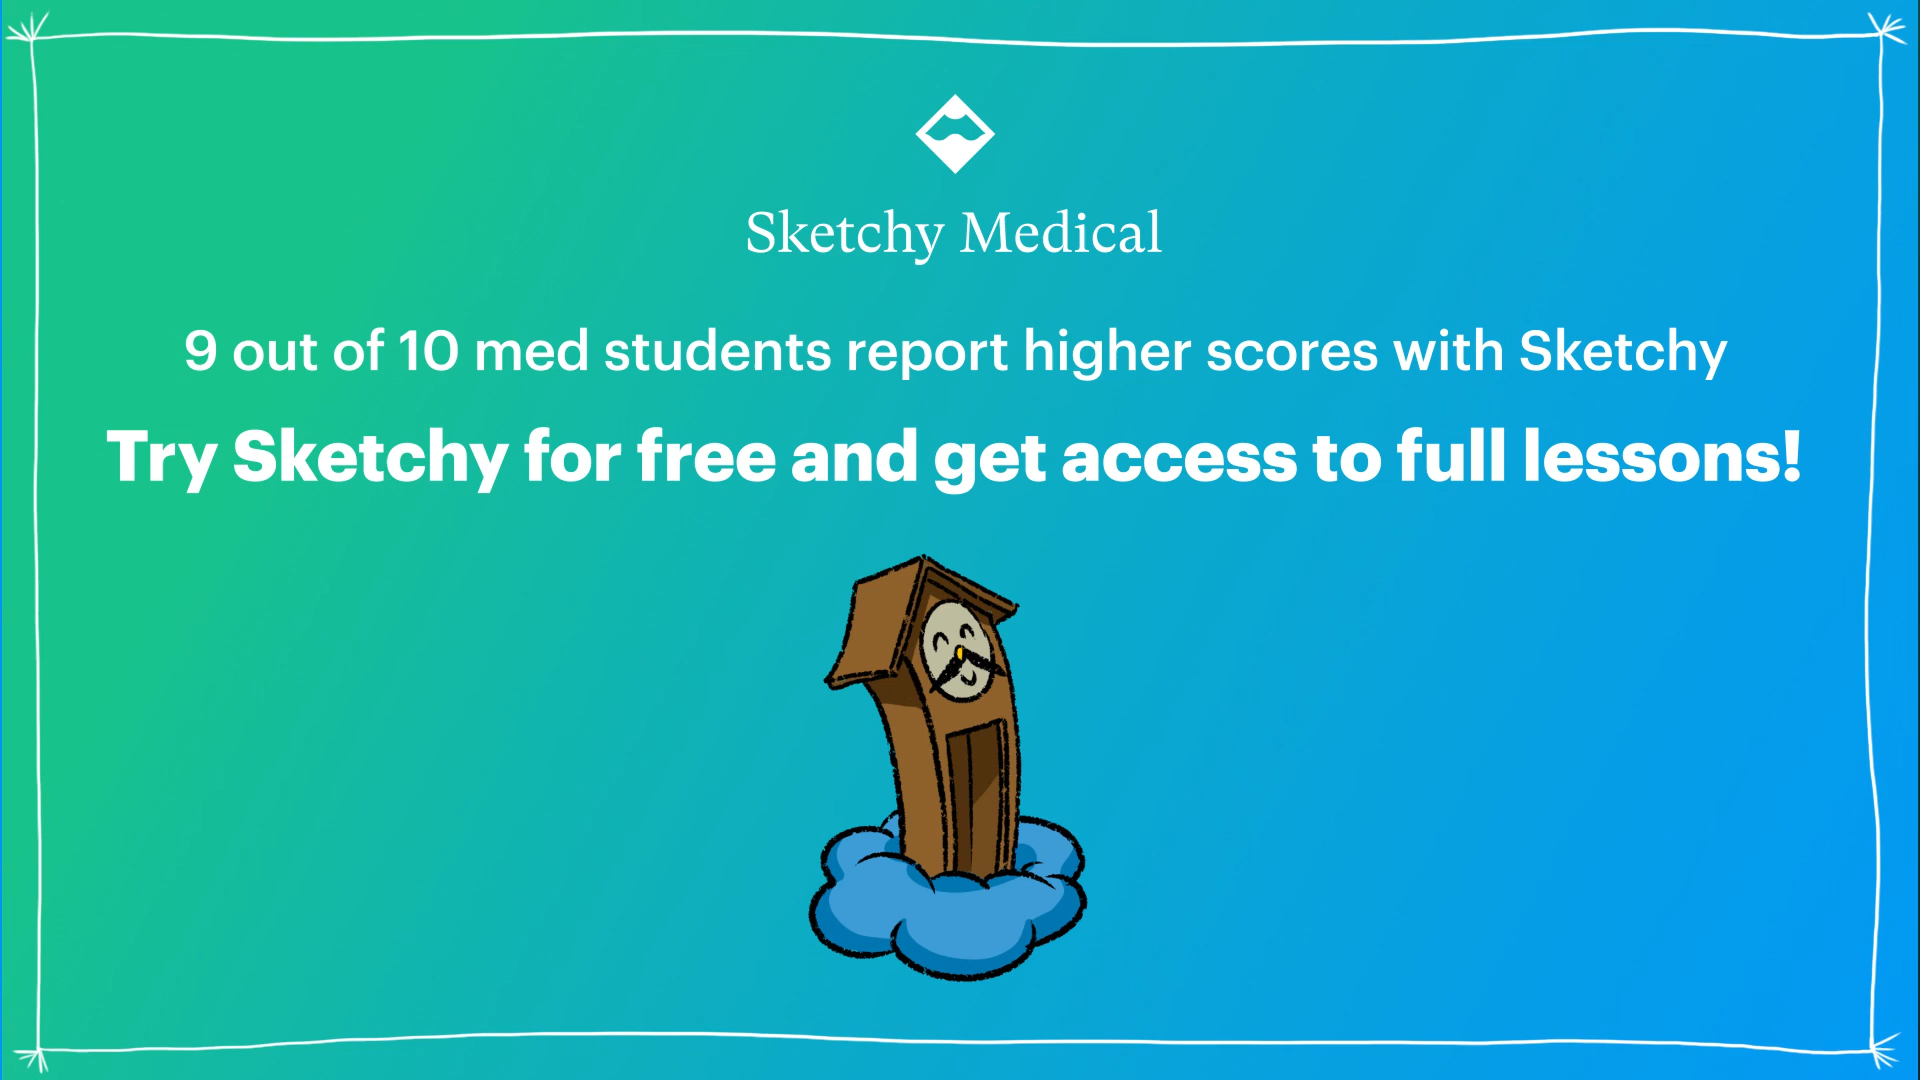 Sketchy Medical
9 out of 10 med students report higher scores with Sketchy
Try Sketchy for free and get access to full lessons!